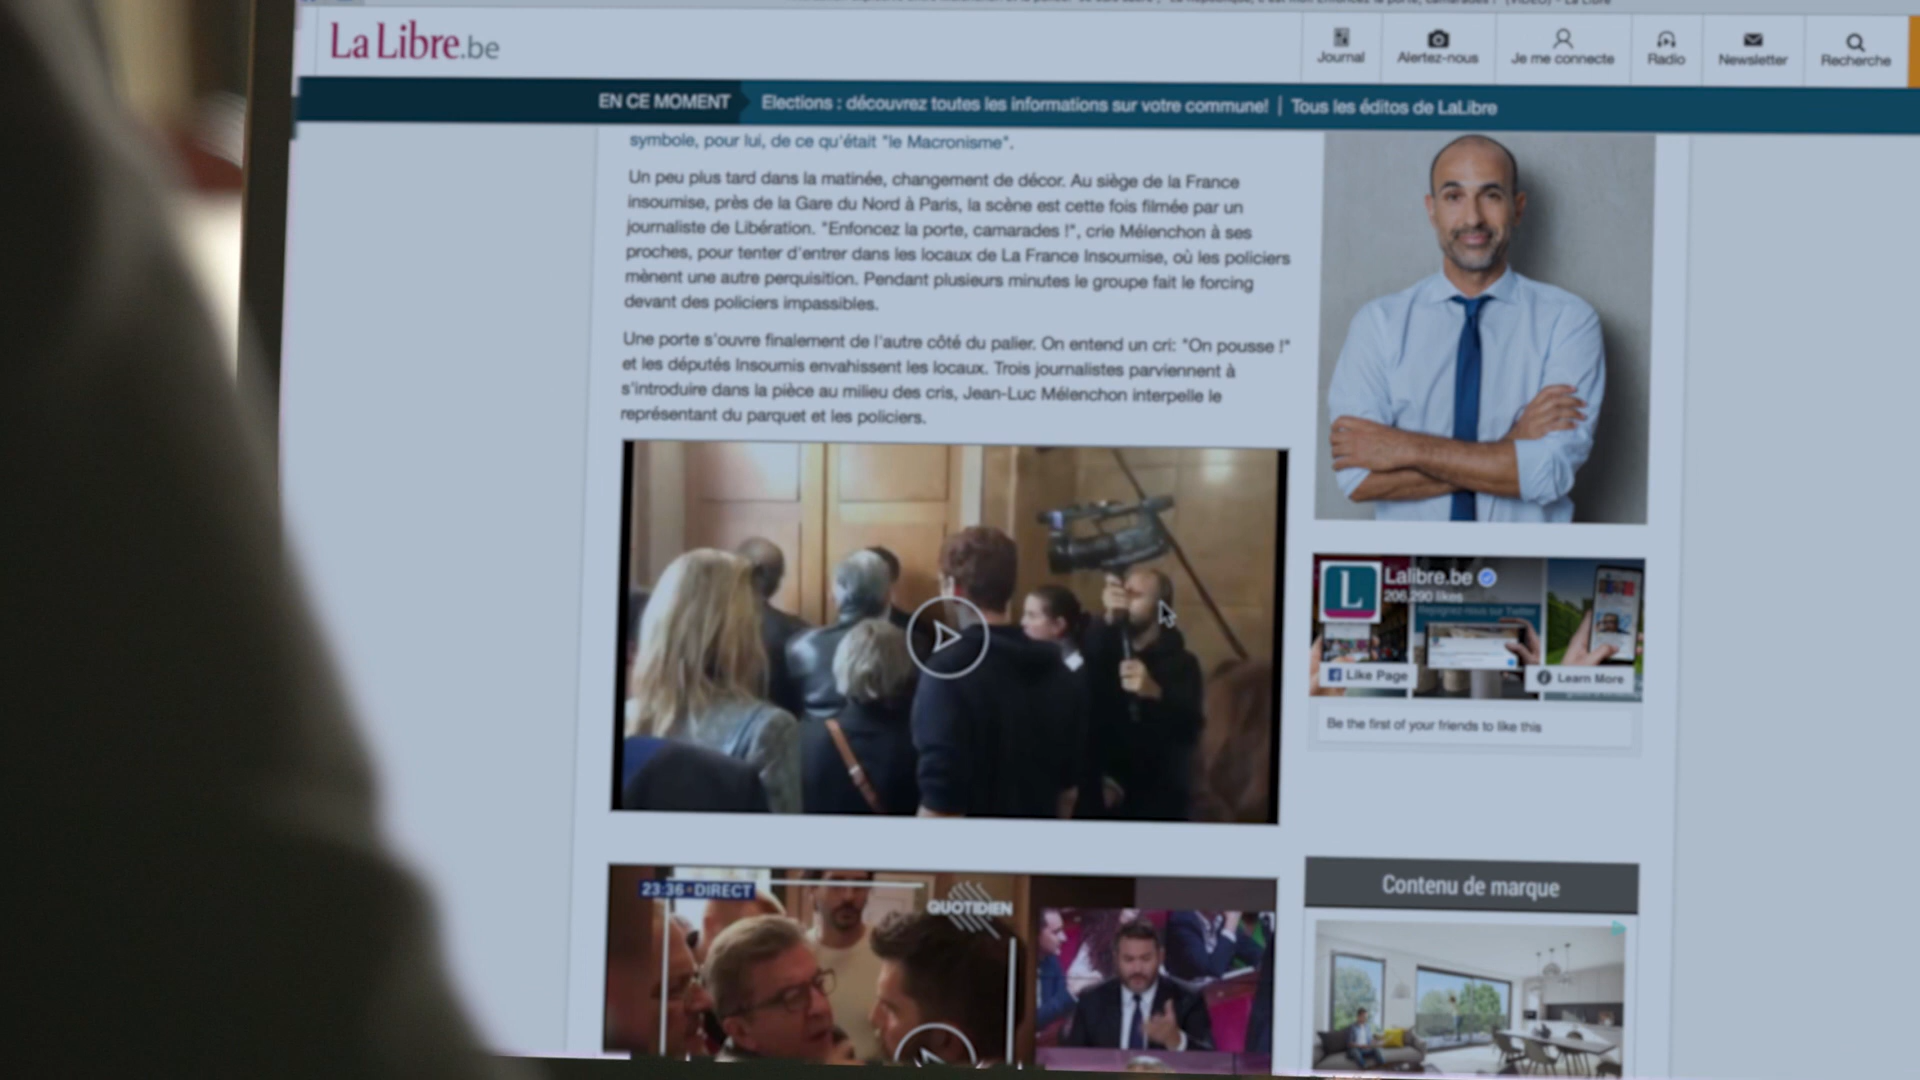 La Libre.be
Journal
Alertez-nous
Je me connecte
Radio
Newsletter
Recherche
EN CE MOMENT
Elections : découvrez toutes les informations sur votre commune! | Tous les éditos de LaLibre
symbole, pour lui, de ce qu'était "le Macronisme".
Un peu plus tard dans la matinée, changement de décor. Au siège de la France
insoumise, près de la Gare du Nord à Paris, la scène est cette fois filmée par un
journaliste de Libération. "Enfoncez la porte, camarades !", crie Mélenchon à ses
proches, pour tenter d'entrer dans les locaux de La France Insoumise, où les policiers
mènent une autre perquisition. Pendant plusieurs minutes le groupe fait le forcing
devant des policiers impassibles.
Une porte s'ouvre finalement de l'autre côté du palier. On entend un cri: "On pousse !"
et les députés Insoumis envahissent les locaux. Trois journalistes parviennent à
s'introduire dans la pièce au milieu des cris, Jean-Luc Mélenchon interpelle le
représentant du parquet et les policiers.
L
Lalibre.be
206,290 likes
Rejoignez-nous sur Twitter
Like Page
Learn More
Be the first of your friends to like this
23:36 DIRECT
QUOTIDIEN
Contenu de marque